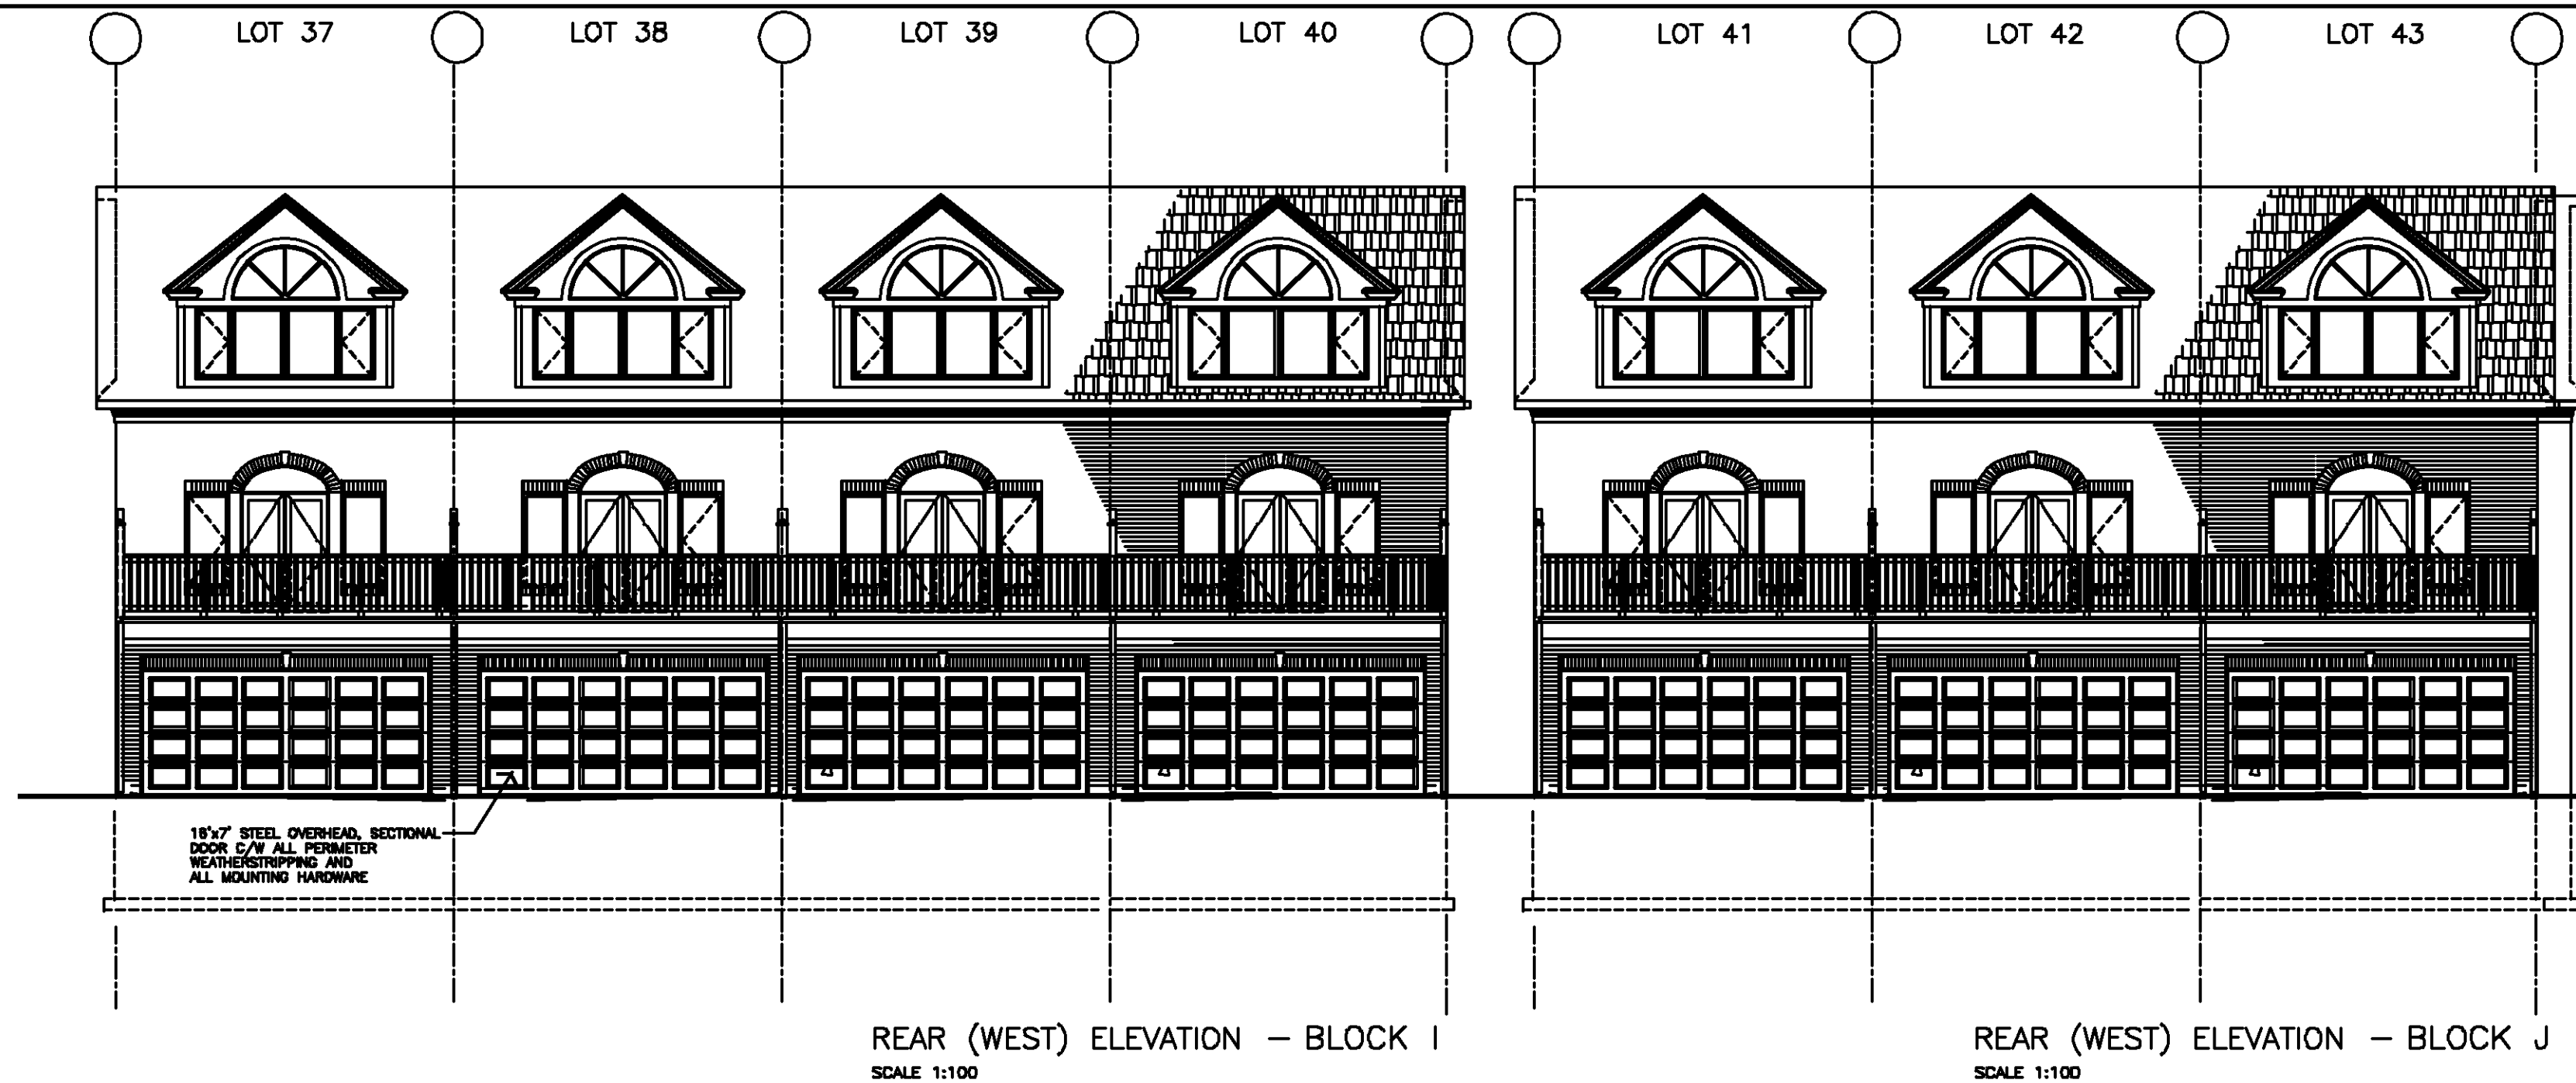 LOT 37
LOT 38
LOT 39
LOT 40
LOT 41
LOT 42
LOT 43
16'x7' STEEL OVERHEAD, SECTIONAL
DOOR C/W ALL PERIMETER
WEATHERSTRIPPING AND
ALL MOUNTING HARDWARE
REAR (WEST) ELEVATION - BLOCK I
SCALE 1:100
REAR (WEST) ELEVATION - BLOCK J
SCALE 1:100